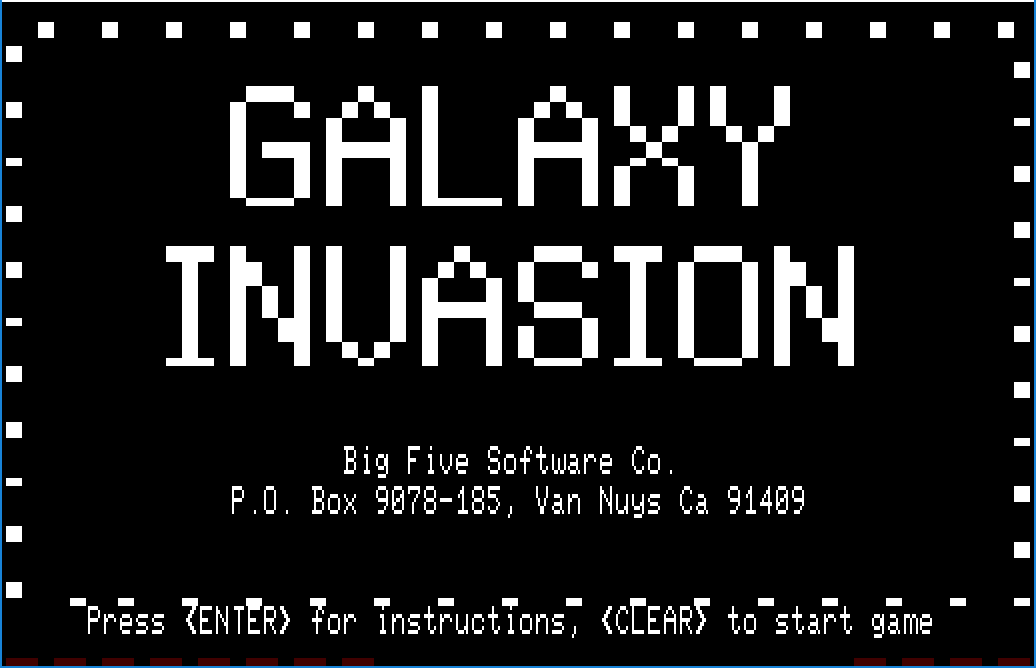 GALAXY
INVASION
Big Five Software Co.
P.O. Box 9078-185, Van Nuys Ca 91409
Press <ENTER> for instructions, <CLEAR> to start game